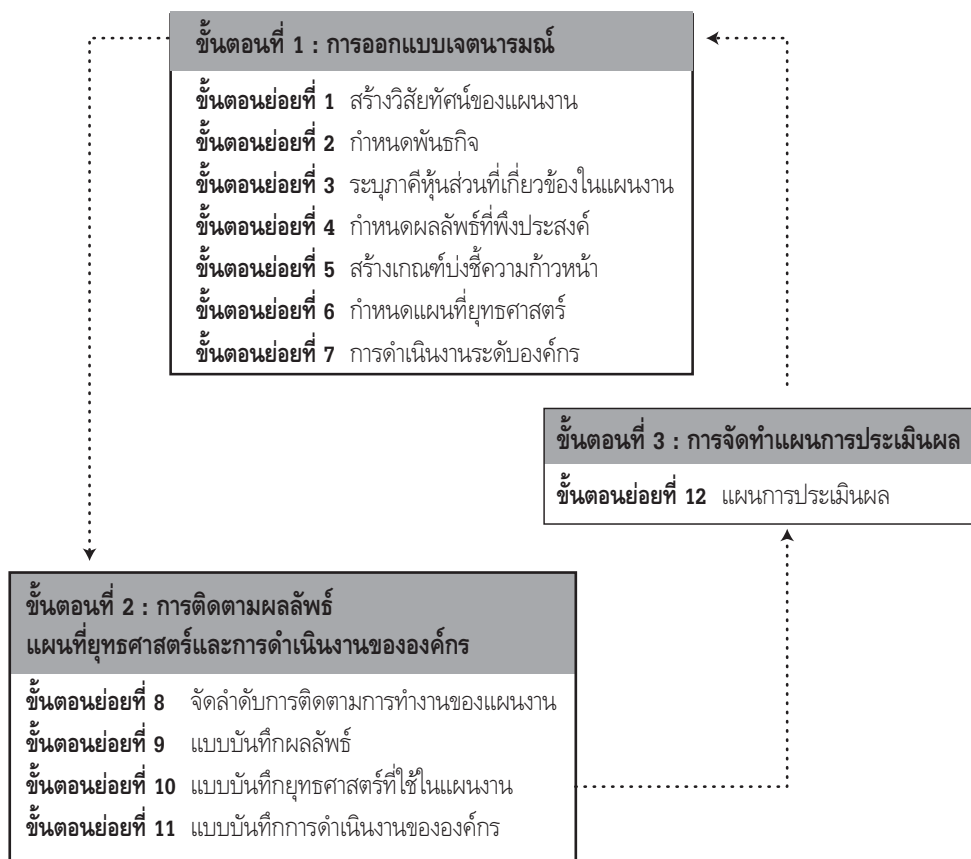 ขั้นตอนที่ 1 : การออกแบบเจตนารมณ์
ขั้นตอนย่อยที่ 1 สร้างวิสัยทัศน์ของแผนงาน
ขั้นตอนย่อยที่ 2 กำหนดพันธกิจ
ขั้นตอนย่อยที่ 3 ระบุภาคีหุ้นส่วนที่เกี่ยวข้องในแผนงาน
ขั้นตอนย่อยที่ 4 กำหนดผลลัพธ์ที่พึงประสงค์
ขั้นตอนย่อยที่ 5 สร้างเกณฑ์บ่งชี้ความก้าวหน้า
ขั้นตอนย่อยที่ 6 กำหนดแผนที่ยุทธศาสตร์
ขั้นตอนย่อยที่ 7 การดำเนินงานระดับองค์กร
ขั้นตอนที่ 3 : การจัดทำแผนการประเมินผล
ขั้นตอนย่อยที่ 12 แผนการประเมินผล
ขั้นตอนที่ 2 : การติดตามผลลัพธ์
แผนที่ยุทธศาสตร์และการดำเนินงานขององค์กร
ขั้นตอนย่อยที่ 8 จัดลำดับการติดตามการทำงานของแผนงาน
ขั้นตอนย่อยที่ 9 แบบบันทึกผลลัพธ์
ขั้นตอนย่อยที่ 10 แบบบันทึกยุทธศาสตร์ที่ใช้ในแผนงาน
ขั้นตอนย่อยที่ 11 แบบบันทึกการดำเนินงานขององค์กร